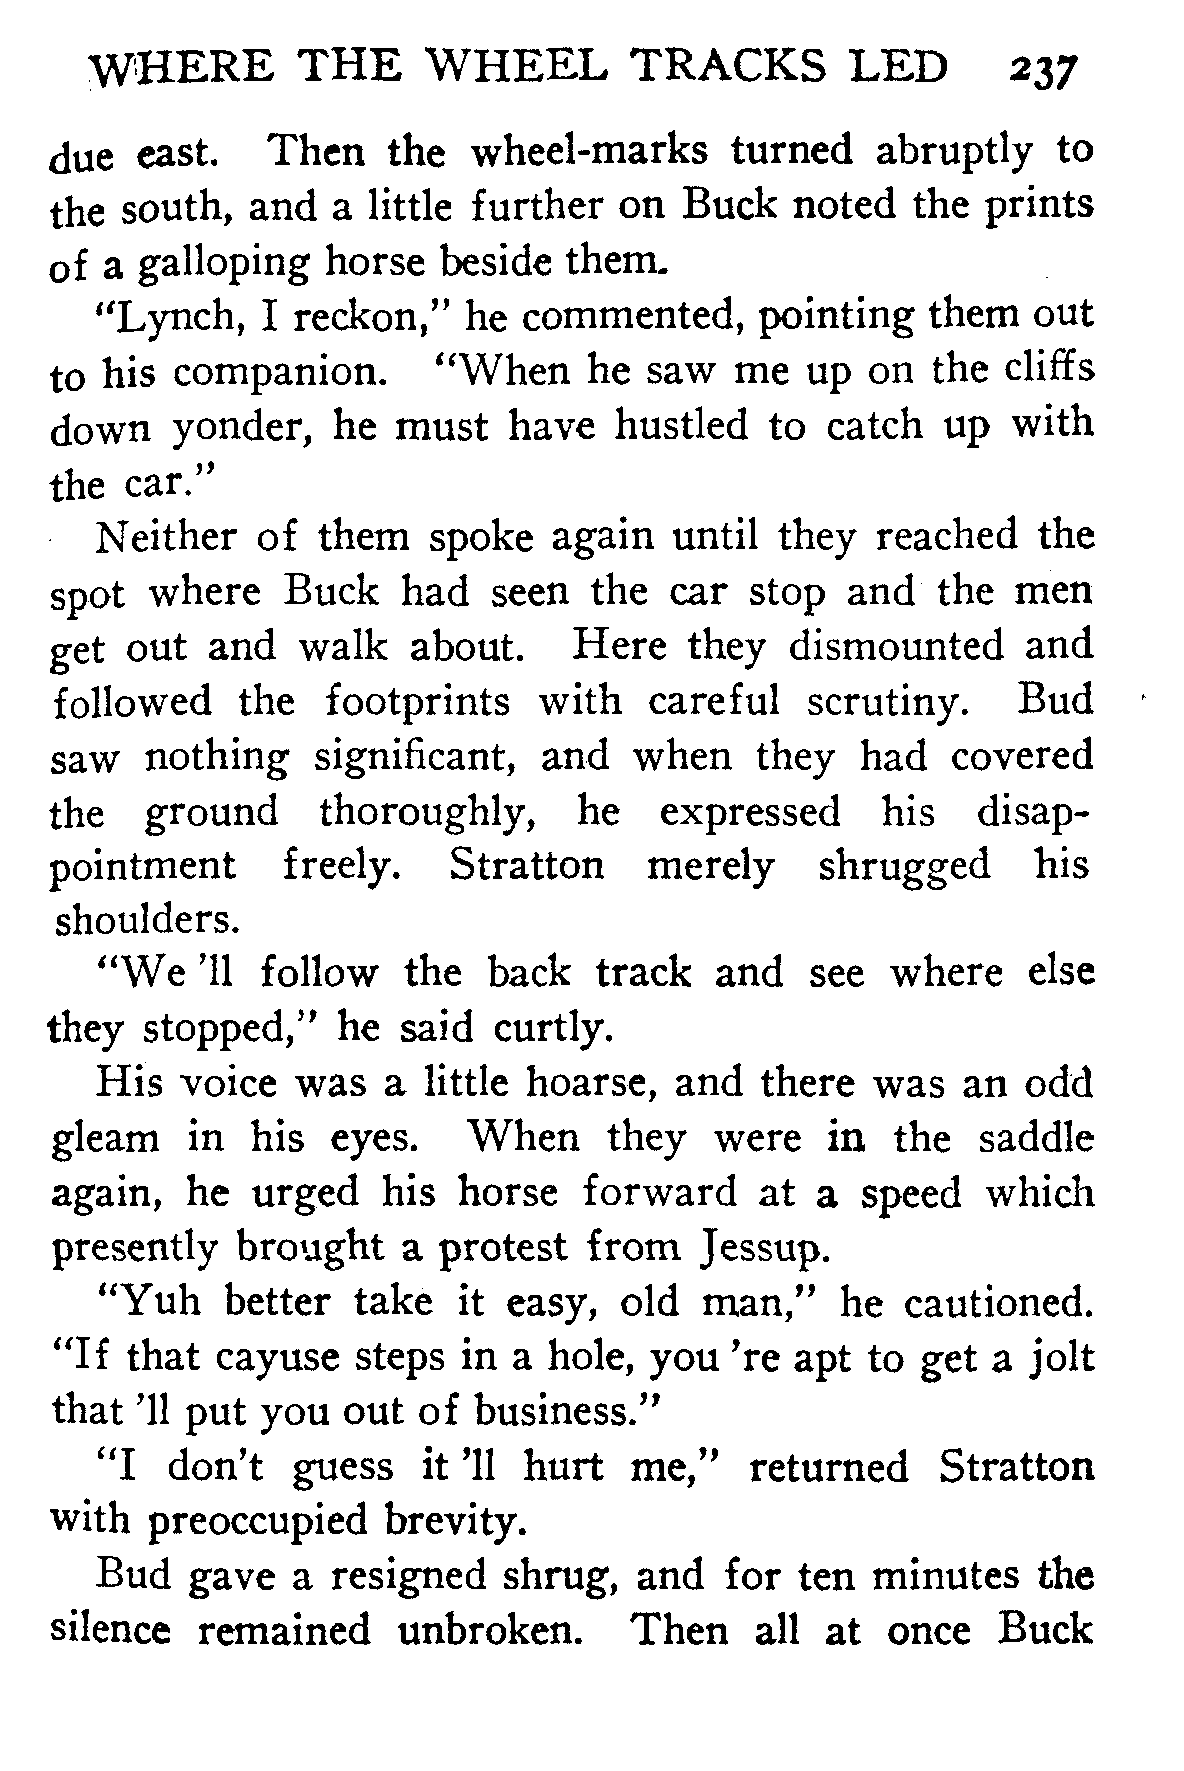 WHERE THE WHEEL TRACKS LED 237
due east. Then the wheel-marks turned abruptly to
the south, and a little further on Buck noted the prints
of a galloping horse beside them.
“Lynch, I reckon,” he commented, pointing them out
to his companion. “When he saw me up on the cliffs
down yonder, he must have hustled to catch up with
the car.”
Neither of them spoke again until they reached the
spot where Buck had seen the car stop and the men
get out and walk about. Here they dismounted and
followed the footprints with careful scrutiny. Bud
saw nothing significant, and when they had covered
the ground thoroughly, he expressed his disap-
pointment freely. Stratton merely shrugged his
shoulders.
“We ’ll follow the back track and see where else
they stopped,” he said curtly.
His voice was a little hoarse, and there was an odd
gleam in his eyes. When they were in the saddle
again, he urged his horse forward at a speed which
presently brought a protest from Jessup.
“Yuh better take it easy, old man,” he cautioned.
“If that cayuse steps in a hole, you ’re apt to get a jolt
that ’ll put you out of business.”
“I don’t guess it ’ll hurt me,” returned Stratton
with preoccupied brevity.
Bud gave a resigned shrug, and for ten minutes the
silence remained unbroken. Then all at once Buck